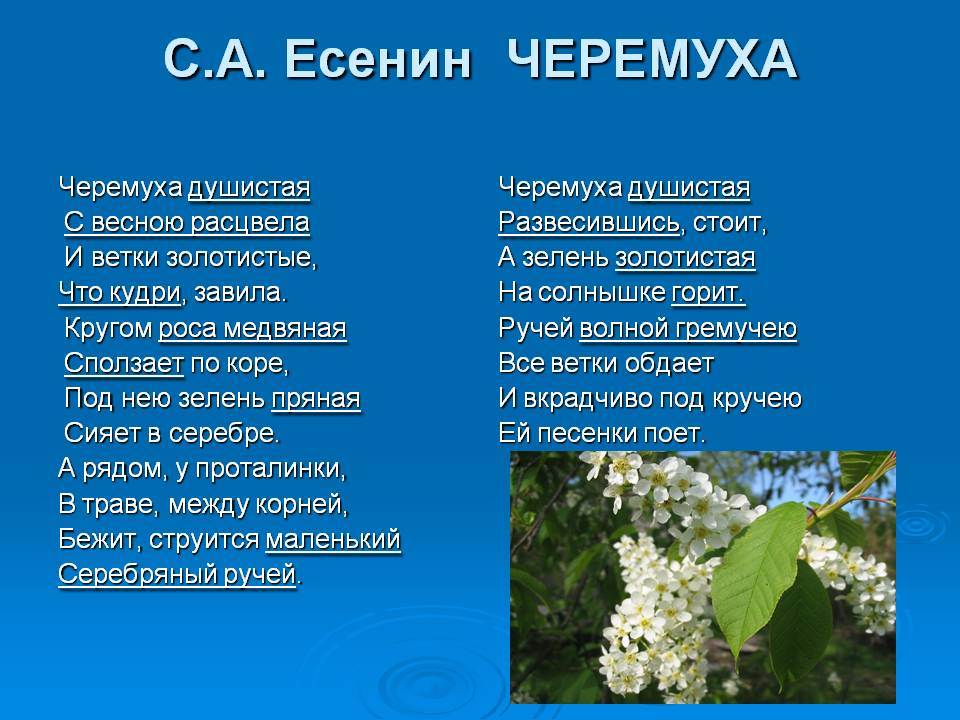 С.А. Есенин ЧЕРЕМУХА
Черемуха душистая
С весною расцвела
И ветки золотистые,
Что кудри, завила.
Кругом роса медвяная
Сползает по коре,
Под нею зелень пряная
Сияет в серебре.
А рядом, у проталинки,
В траве, между корней,
Бежит, струится маленький
Серебряный ручей.
Черемуха душистая
Развесившись, стоит,
А зелень золотистая
На солнышке горит.
Ручей волной гремучею
Все ветки обдает
И вкрадчиво под кручею
Ей песенки поет.